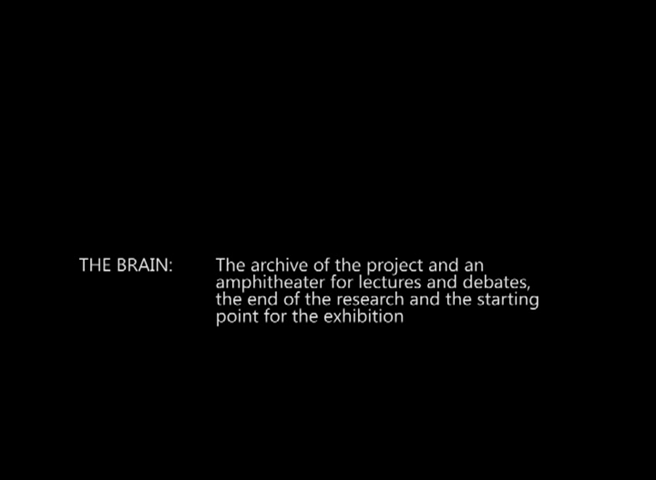 THE BRAIN: The archive of the project and an
amphitheater for lectures and debates,
the end of the research and the starting
point for the exhibition